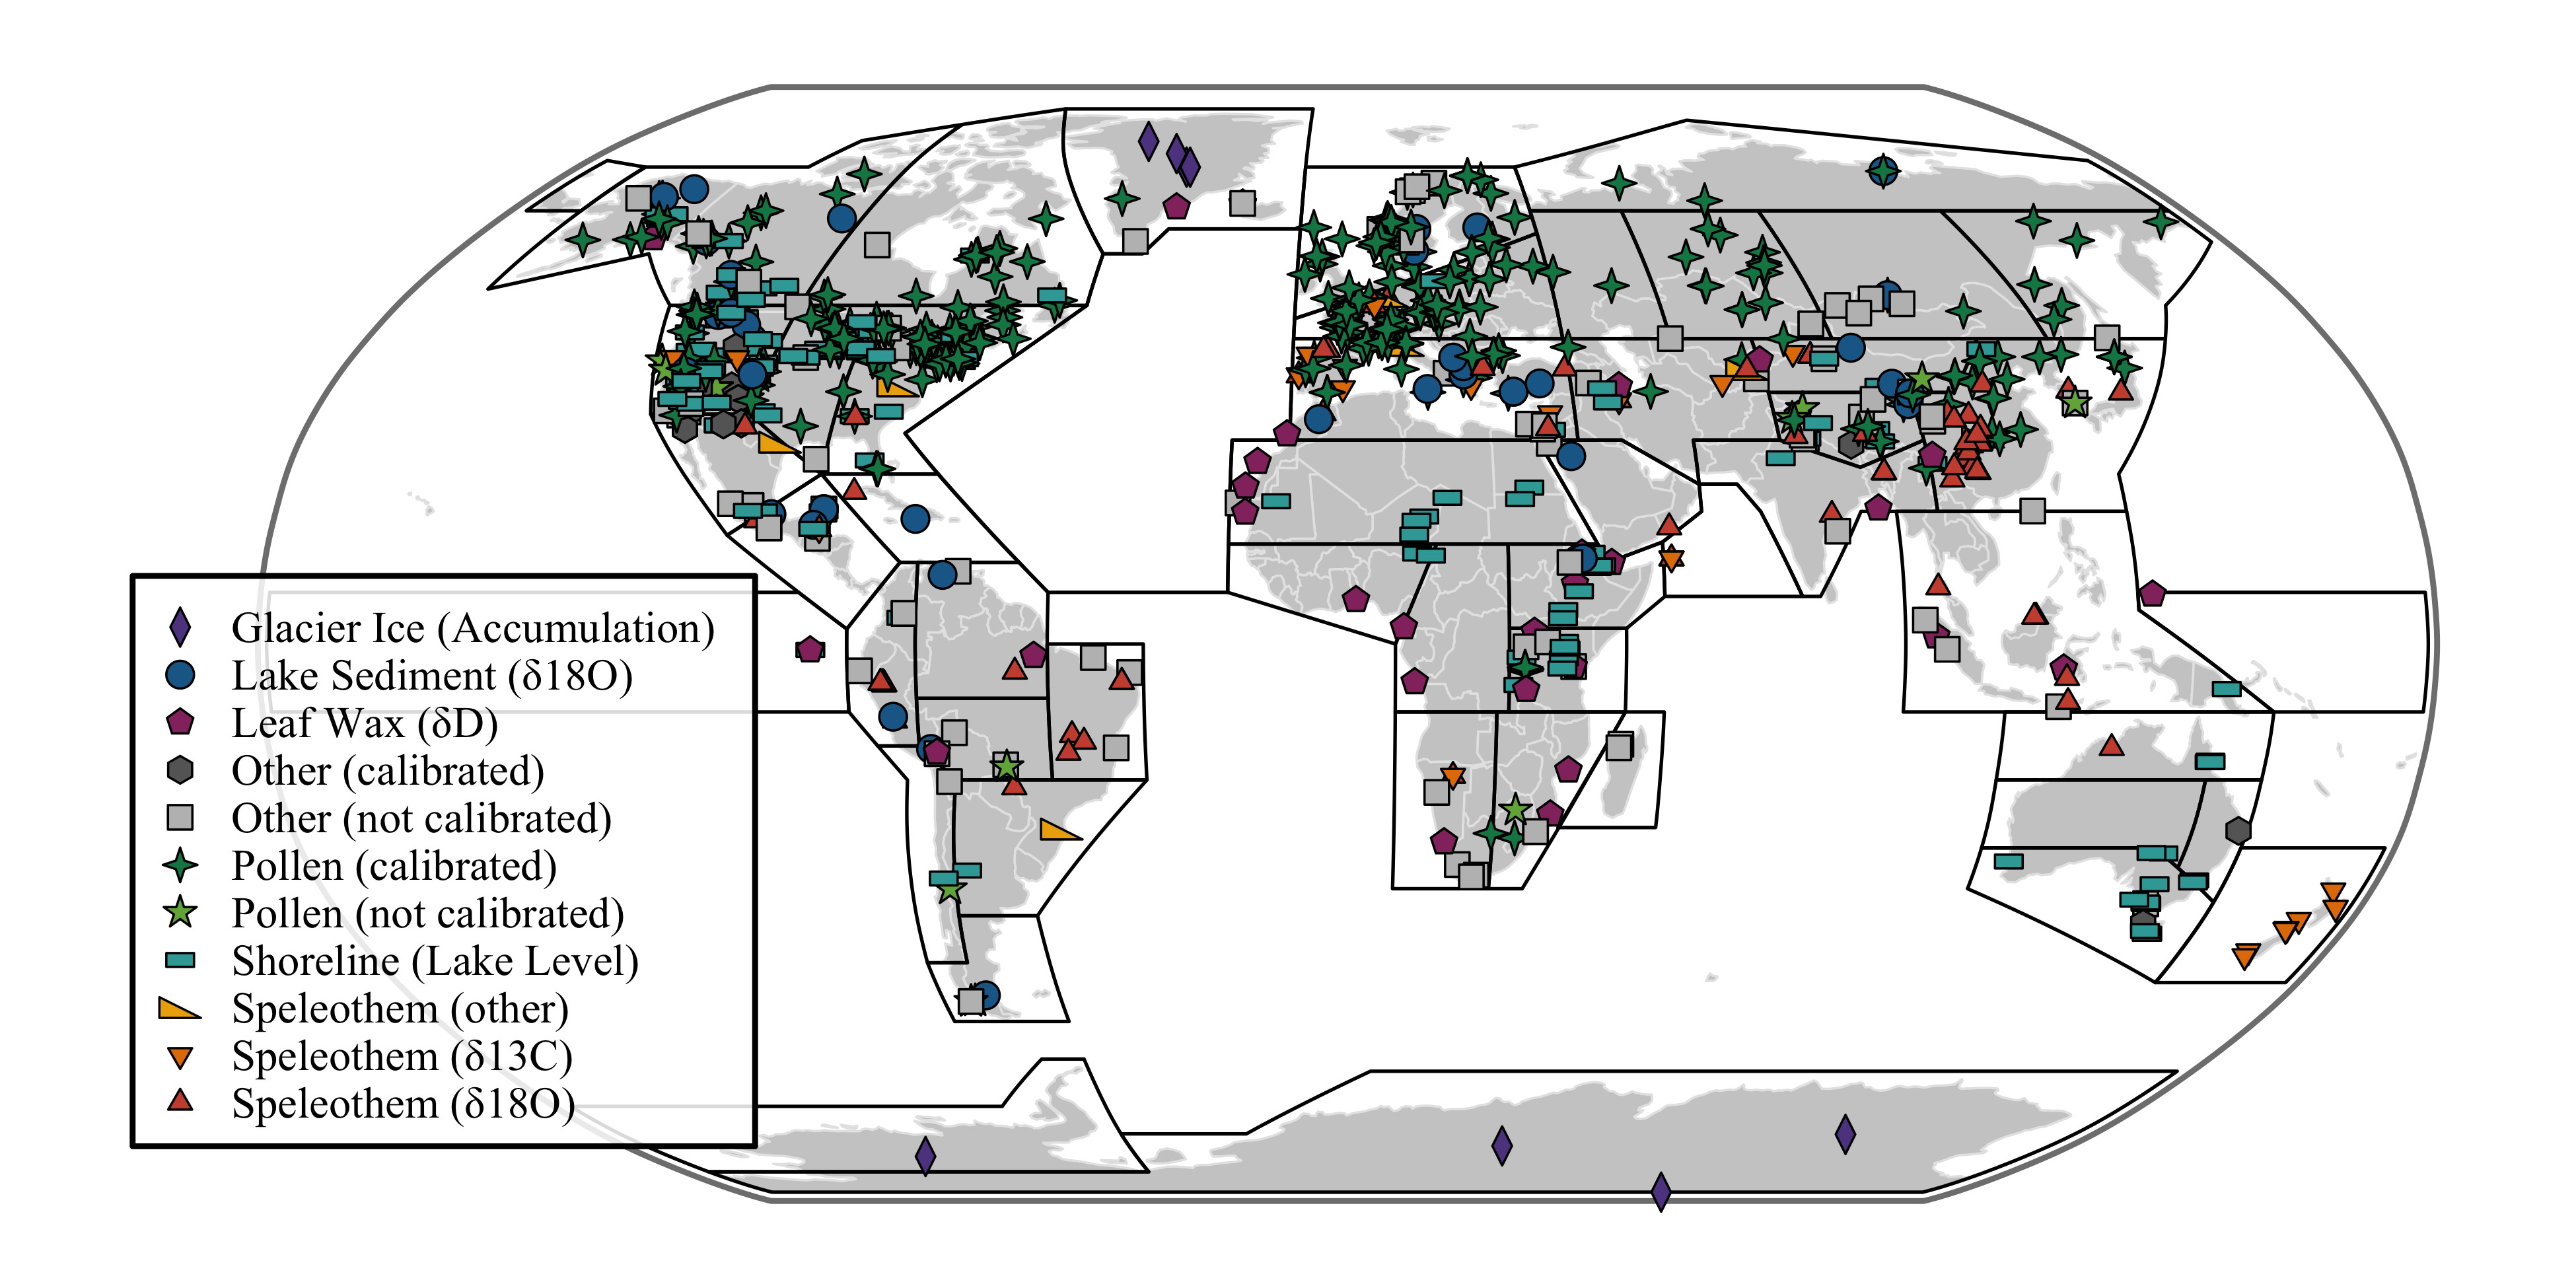 Glacier Ice (Accumulation)
Lake Sediment (δ18O)
Leaf Wax (δD)
Other (calibrated)
Other (not calibrated)
Pollen (calibrated)
Pollen (not calibrated)
Shoreline (Lake Level)
Speleothem (other)
Speleothem (δ13C)
Speleothem (δ18O)